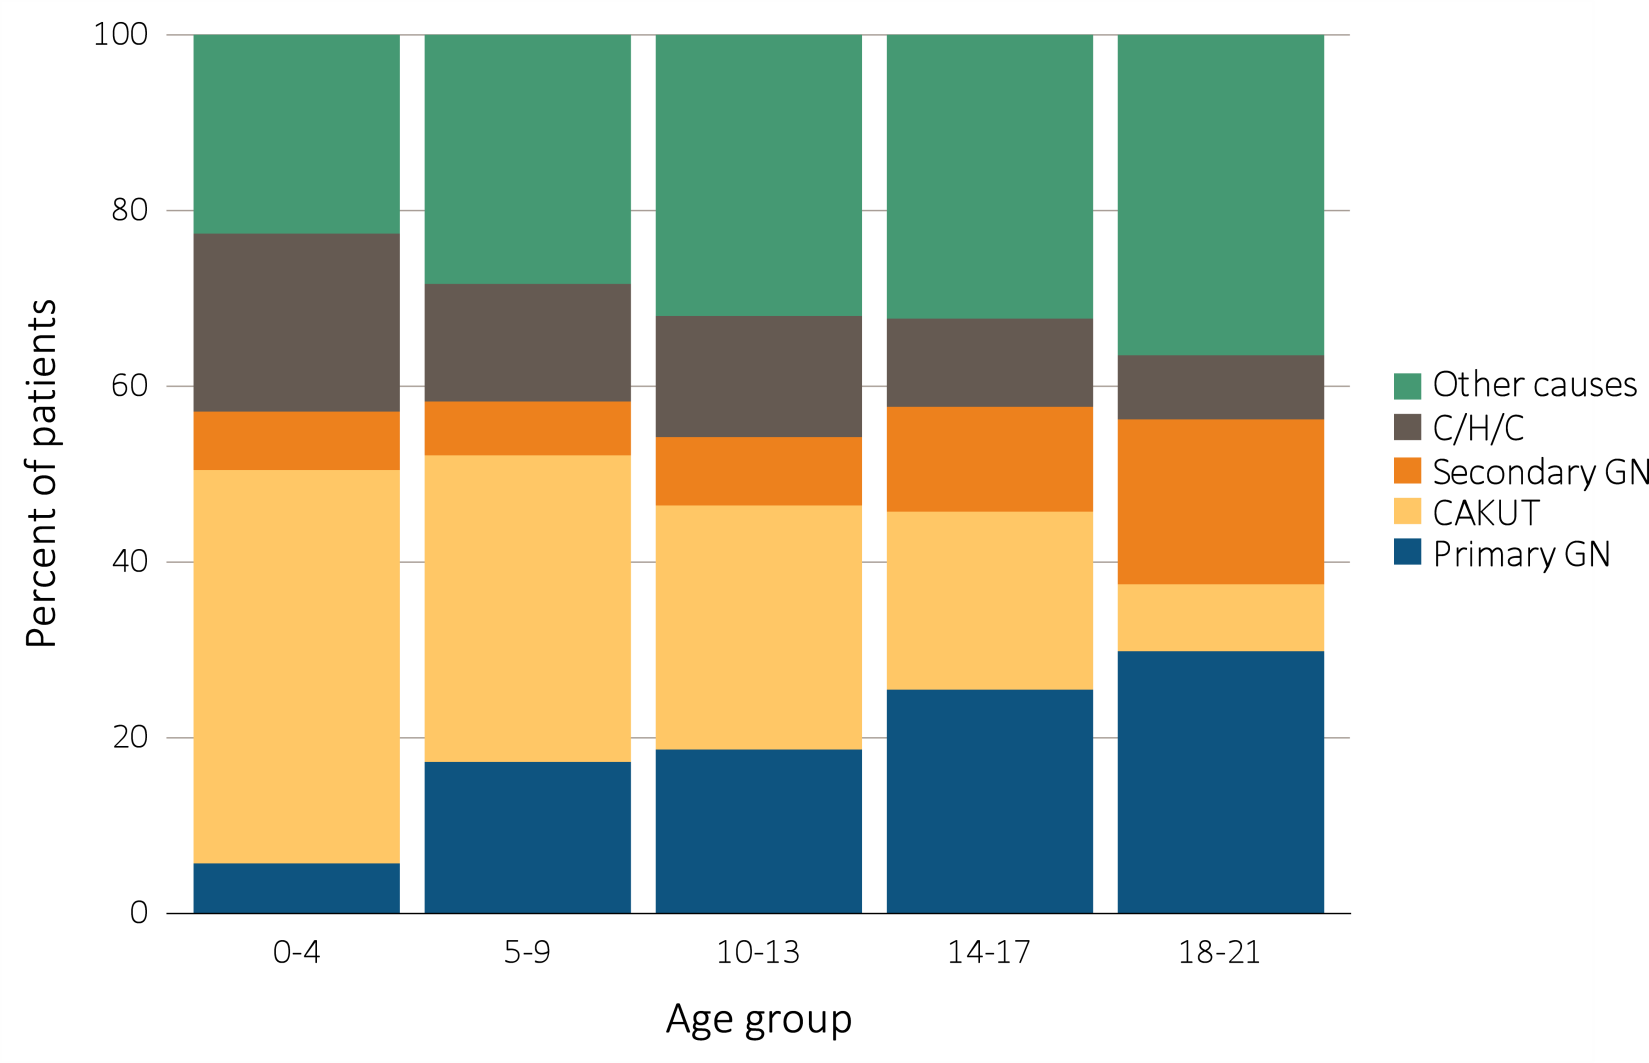 100
80
60
40
20
0
Percent of patients
0-4
5-9
10-13
14-17
18-21
Age group
Other causes
C/H/C
Secondary GN
CAKUT
Primary GN